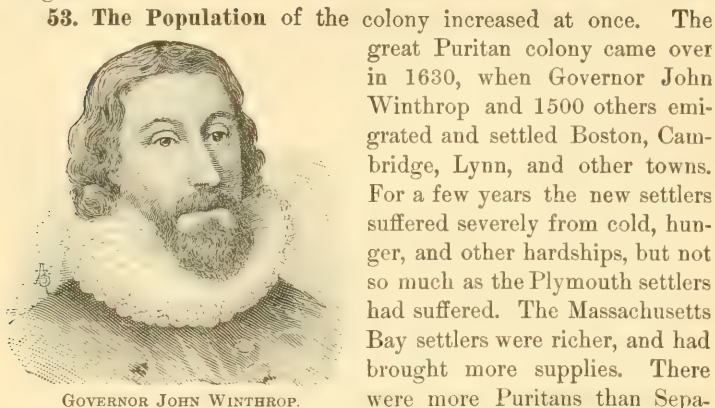 53. The Population of the colony increased at once. The
great Puritan colony came over
in 1630, when Governor John
Winthrop and 1500 others emi-
grated and settled Boston, Cam-
bridge, Lynn, and other towns.
For a few years the new settlers
suffered severely from cold, hun-
ger, and other hardships, but not
so much as the Plymouth settlers
had suffered. The Massachusetts
Bay settlers were richer, and had
brought more supplies. There
were more Puritans than Sepa-
GOVERNOR JOHN WINTHROP.